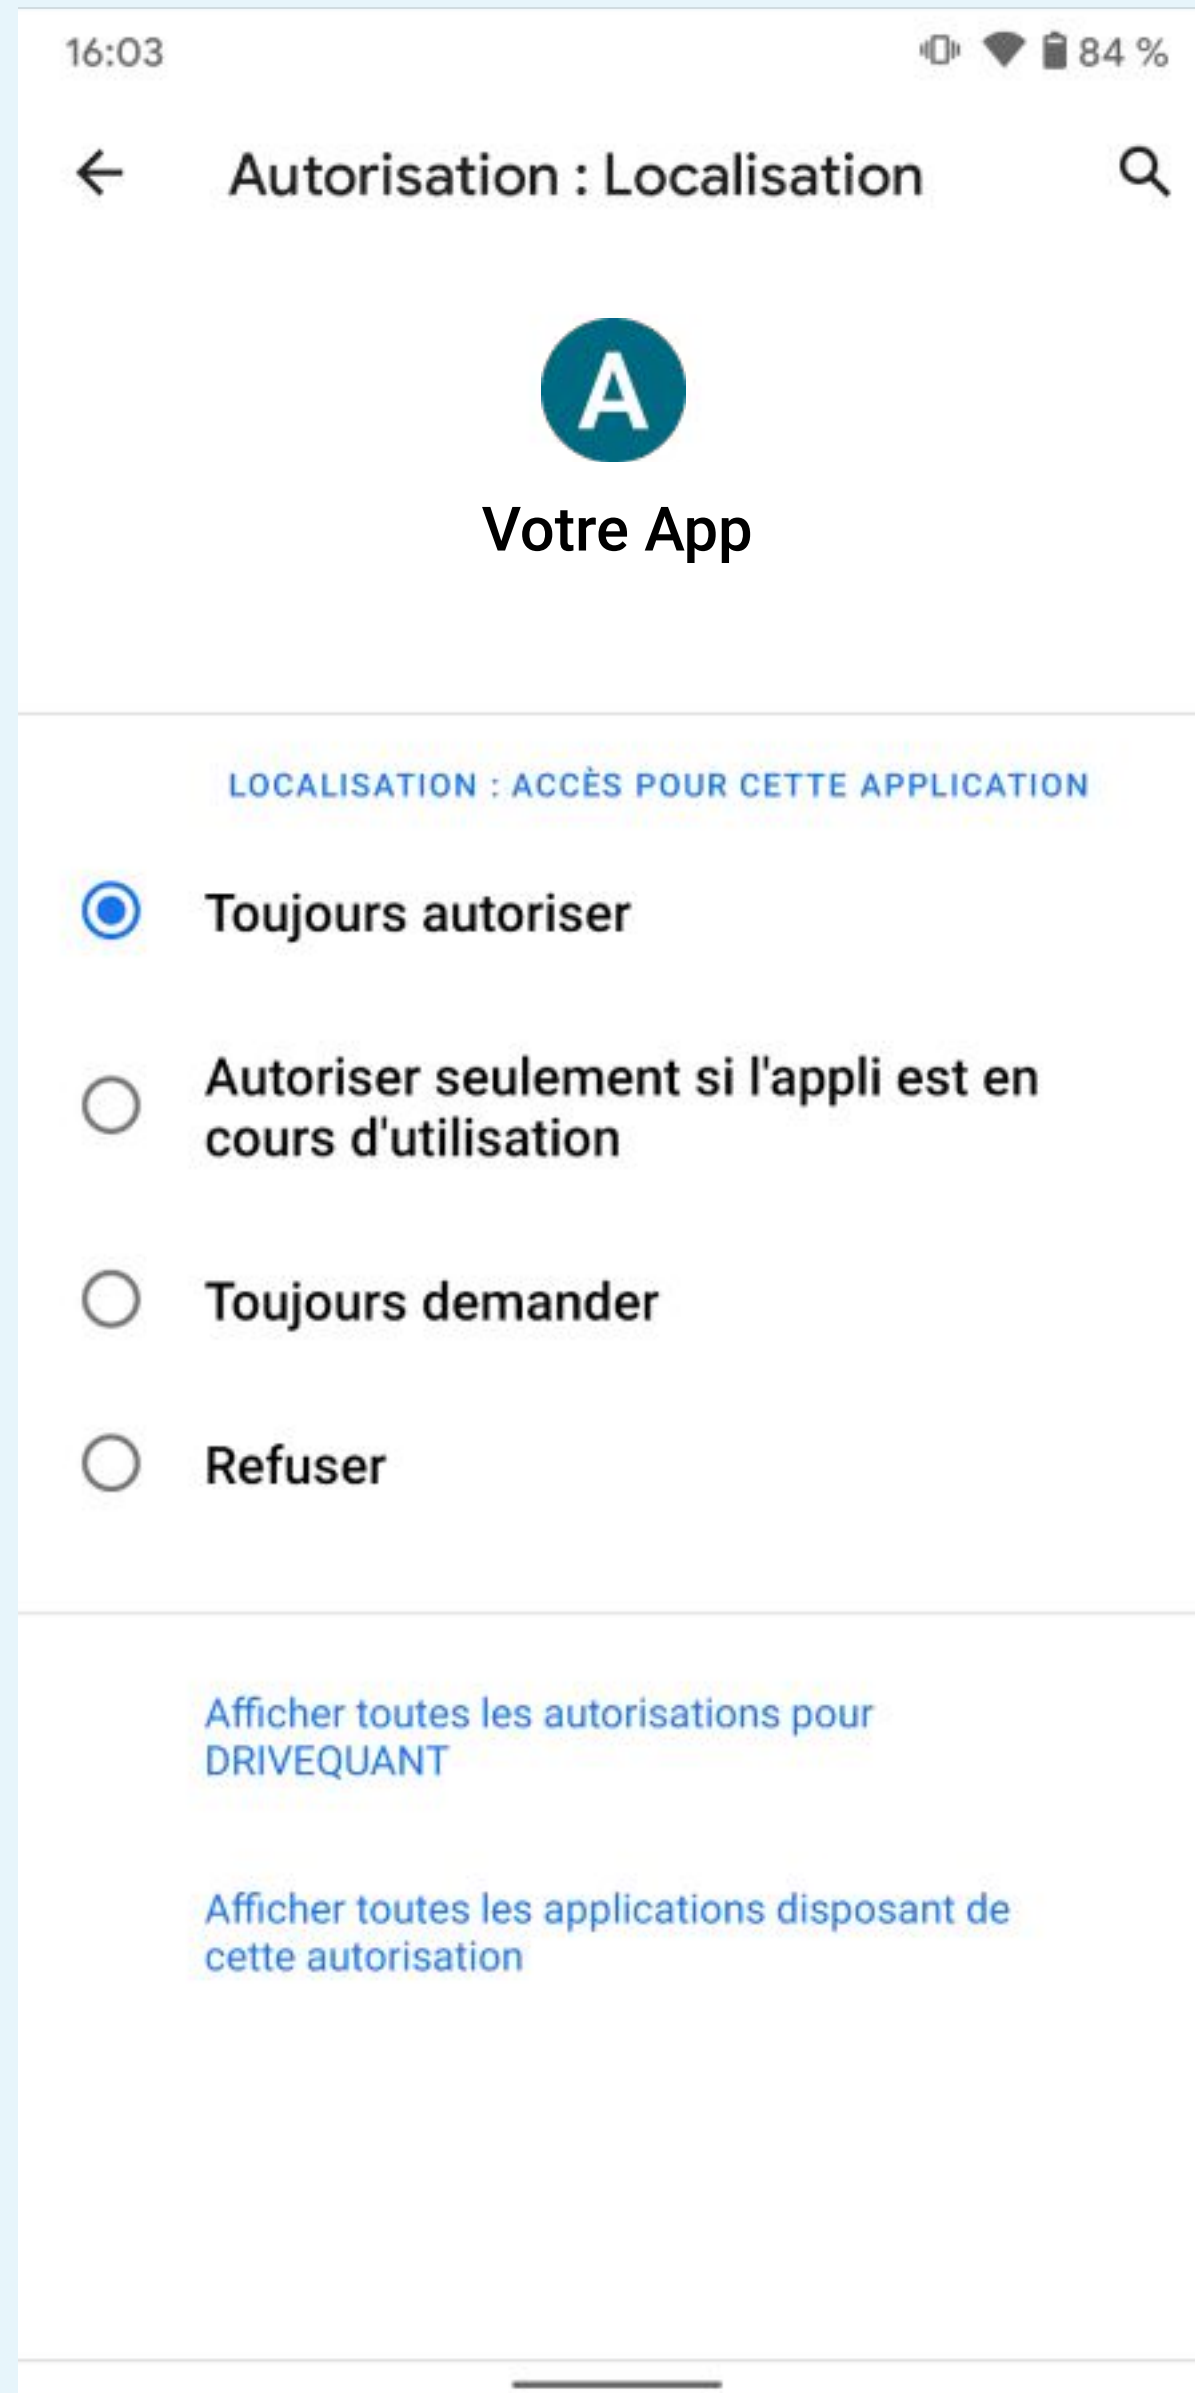 16:03
84 %
Autorisation : Localisation
A
Votre App
LOCALISATION : ACCÈS POUR CETTE APPLICATION
Toujours autoriser
Autoriser seulement si l'appli est en
cours d'utilisation
Toujours demander
Refuser
Afficher toutes les autorisations pour
DRIVEQUANT
Afficher toutes les applications disposant de
cette autorisation